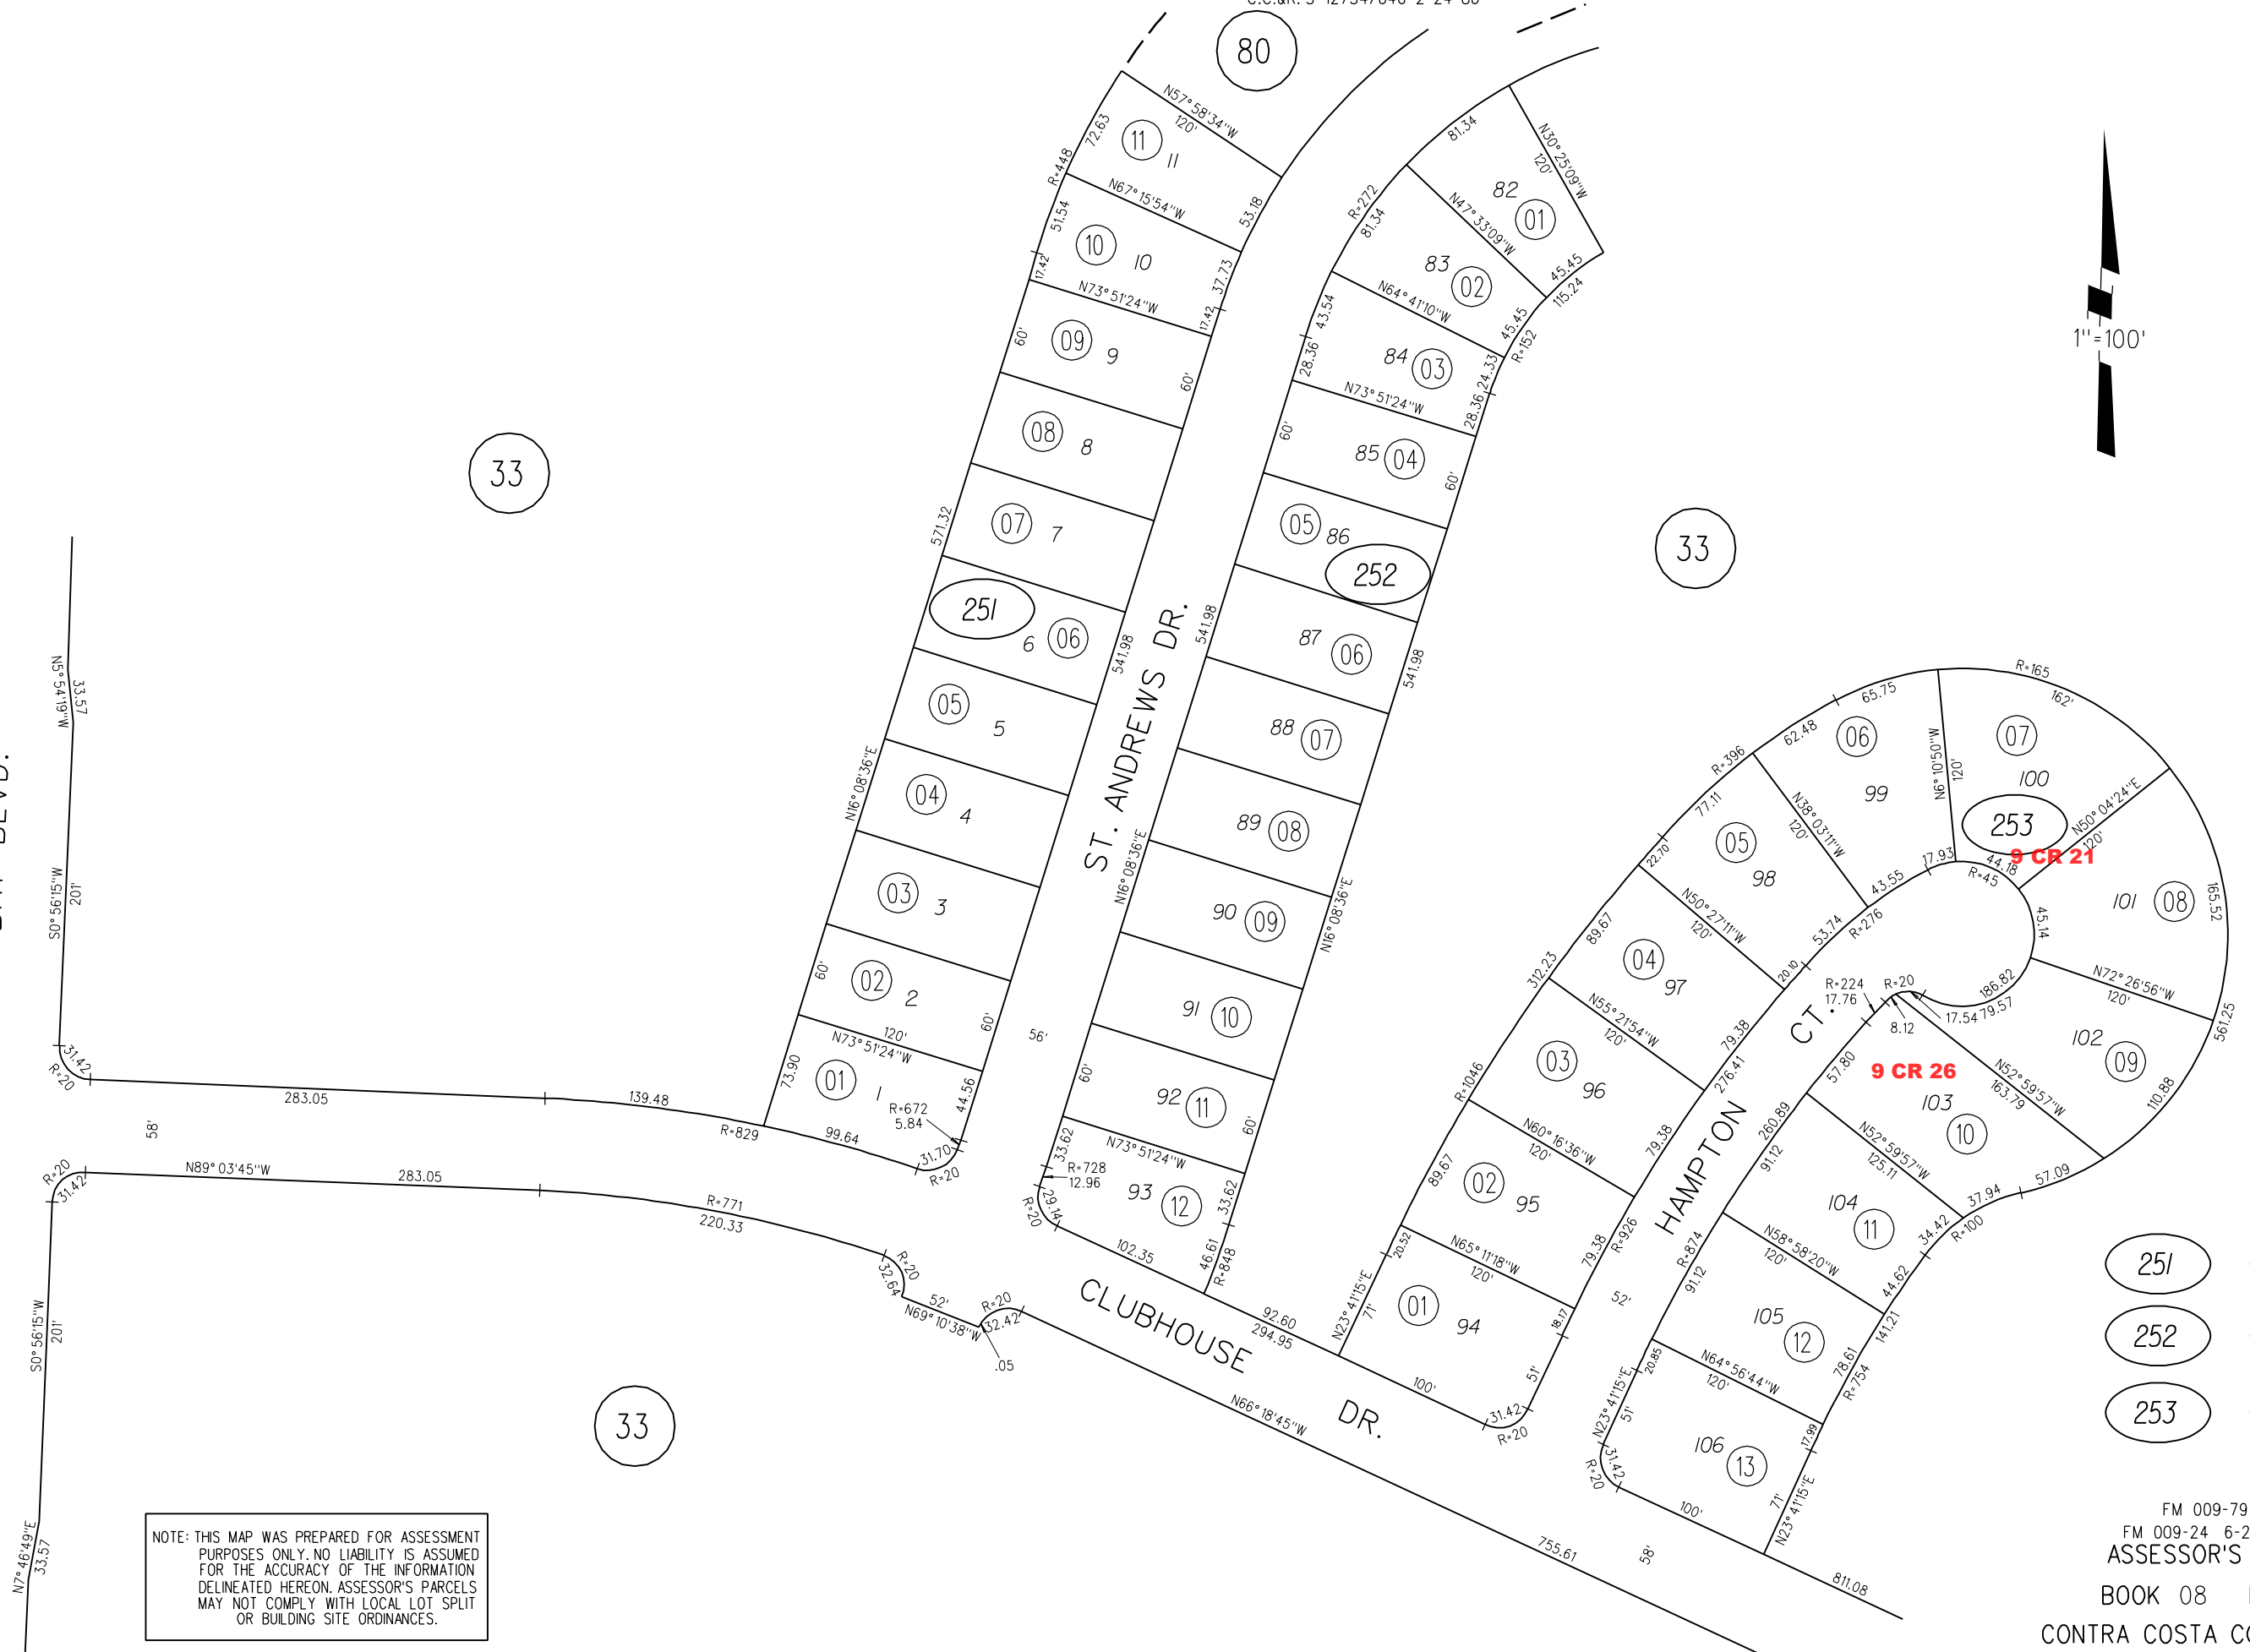 80
N57°58'34"W
120'
72.63
11
11
R=448
N67°15'54"W
53.18
51.54
10
10
37.73
17.42
N73°51'24"W
17.42
60'
09
9
60'
08
8
33
07
7
571.32
251
6
06
541.98
05
5
N16°08'36"E
04
4
03
3
60'
02
2
60'
120'
N73°51'24"W
73.90
01
1
44.56
R=672
5.84
99.64
31.70
R=20
ST. ANDREWS DR.
56'
81.34
N30°25'09"W
120'
82
01
R=272
81.34
N47°33'09"W
45.45
115.24
83
02
N64°41'10"W
43.54
45.45
R=152
84
03
24.33
28.36
N73°51'24"W
28.36
60'
85
04
60'
05
86
252
541.98
87
06
541.98
88
07
89
08
N16°08'36"E
90
09
N16°08'36"E
91
10
60'
92
11
60'
33.62
N73°51'24"W
R=728
12.96
93
12
33.62
29.14
R=20
102.35
46.61
R=848
1"=100'
33
R=165
162'
65.75
62.48
06
99
N6°10'50"W
120'
07
100
253
N50°04'24"E
120'
9 CR 21
R=396
77.11
N38°03'11"W
120'
05
98
22.70
17.93
44.18
R=45
43.55
R=276
53.74
20.10
101
08
165.52
45.14
N50°27'11"W
120'
89.67
04
97
312.23
N72°26'56"W
120'
186.82
79.57
R=224
17.76
R=20
17.54
8.12
561.25
102
09
N55°21'54"W
120'
79.38
CT.
57.80
9 CR 26
N52°59'57"W
163.79
110.88
03
96
276.41
R=1046
103
10
HAMPTON
260.89
N60°16'36"W
120'
79.38
91.12
N52°59'57"W
125.11
57.09
37.94
89.67
02
95
104
11
34.42
R=100
R=926
R=874
N58°58'20"W
120'
44.62
20.52
N65°11'18"W
120'
79.38
91.12
52'
105
12
141.21
01
94
18.17
N23°41'15"E
71'
20.85
N64°56'44"W
120'
78.61
R=754
51'
N23°41'15"E
51'
92.60
294.95
100'
31.42
R=20
106
13
17.99
31.42
R=20
N23°41'15"E
71'
100'
CLUBHOUSE DR.
N66°18'45"W
755.61
58'
811.08
N5°54'19"W
33.57
S0°56'15"W
201'
31.42
R=20
283.05
139.48
R=829
58'
R=20
31.42
N89°03'45"W
283.05
R=771
220.33
R=20
32.64
52'
N69°10'38"W
R=20
32.42
.05
S0°56'15"W
201'
N7°46'49"E
33.57
33
NOTE: THIS MAP WAS PREPARED FOR ASSESSMENT
PURPOSES ONLY. NO LIABILITY IS ASSUMED
FOR THE ACCURACY OF THE INFORMATION
DELINEATED HEREON. ASSESSOR'S PARCELS
MAY NOT COMPLY WITH LOCAL LOT SPLIT
OR BUILDING SITE ORDINANCES.
251
252
253
FM 009-79
FM 009-24 6-2
ASSESSOR'S
BOOK 08
CONTRA COSTA CO